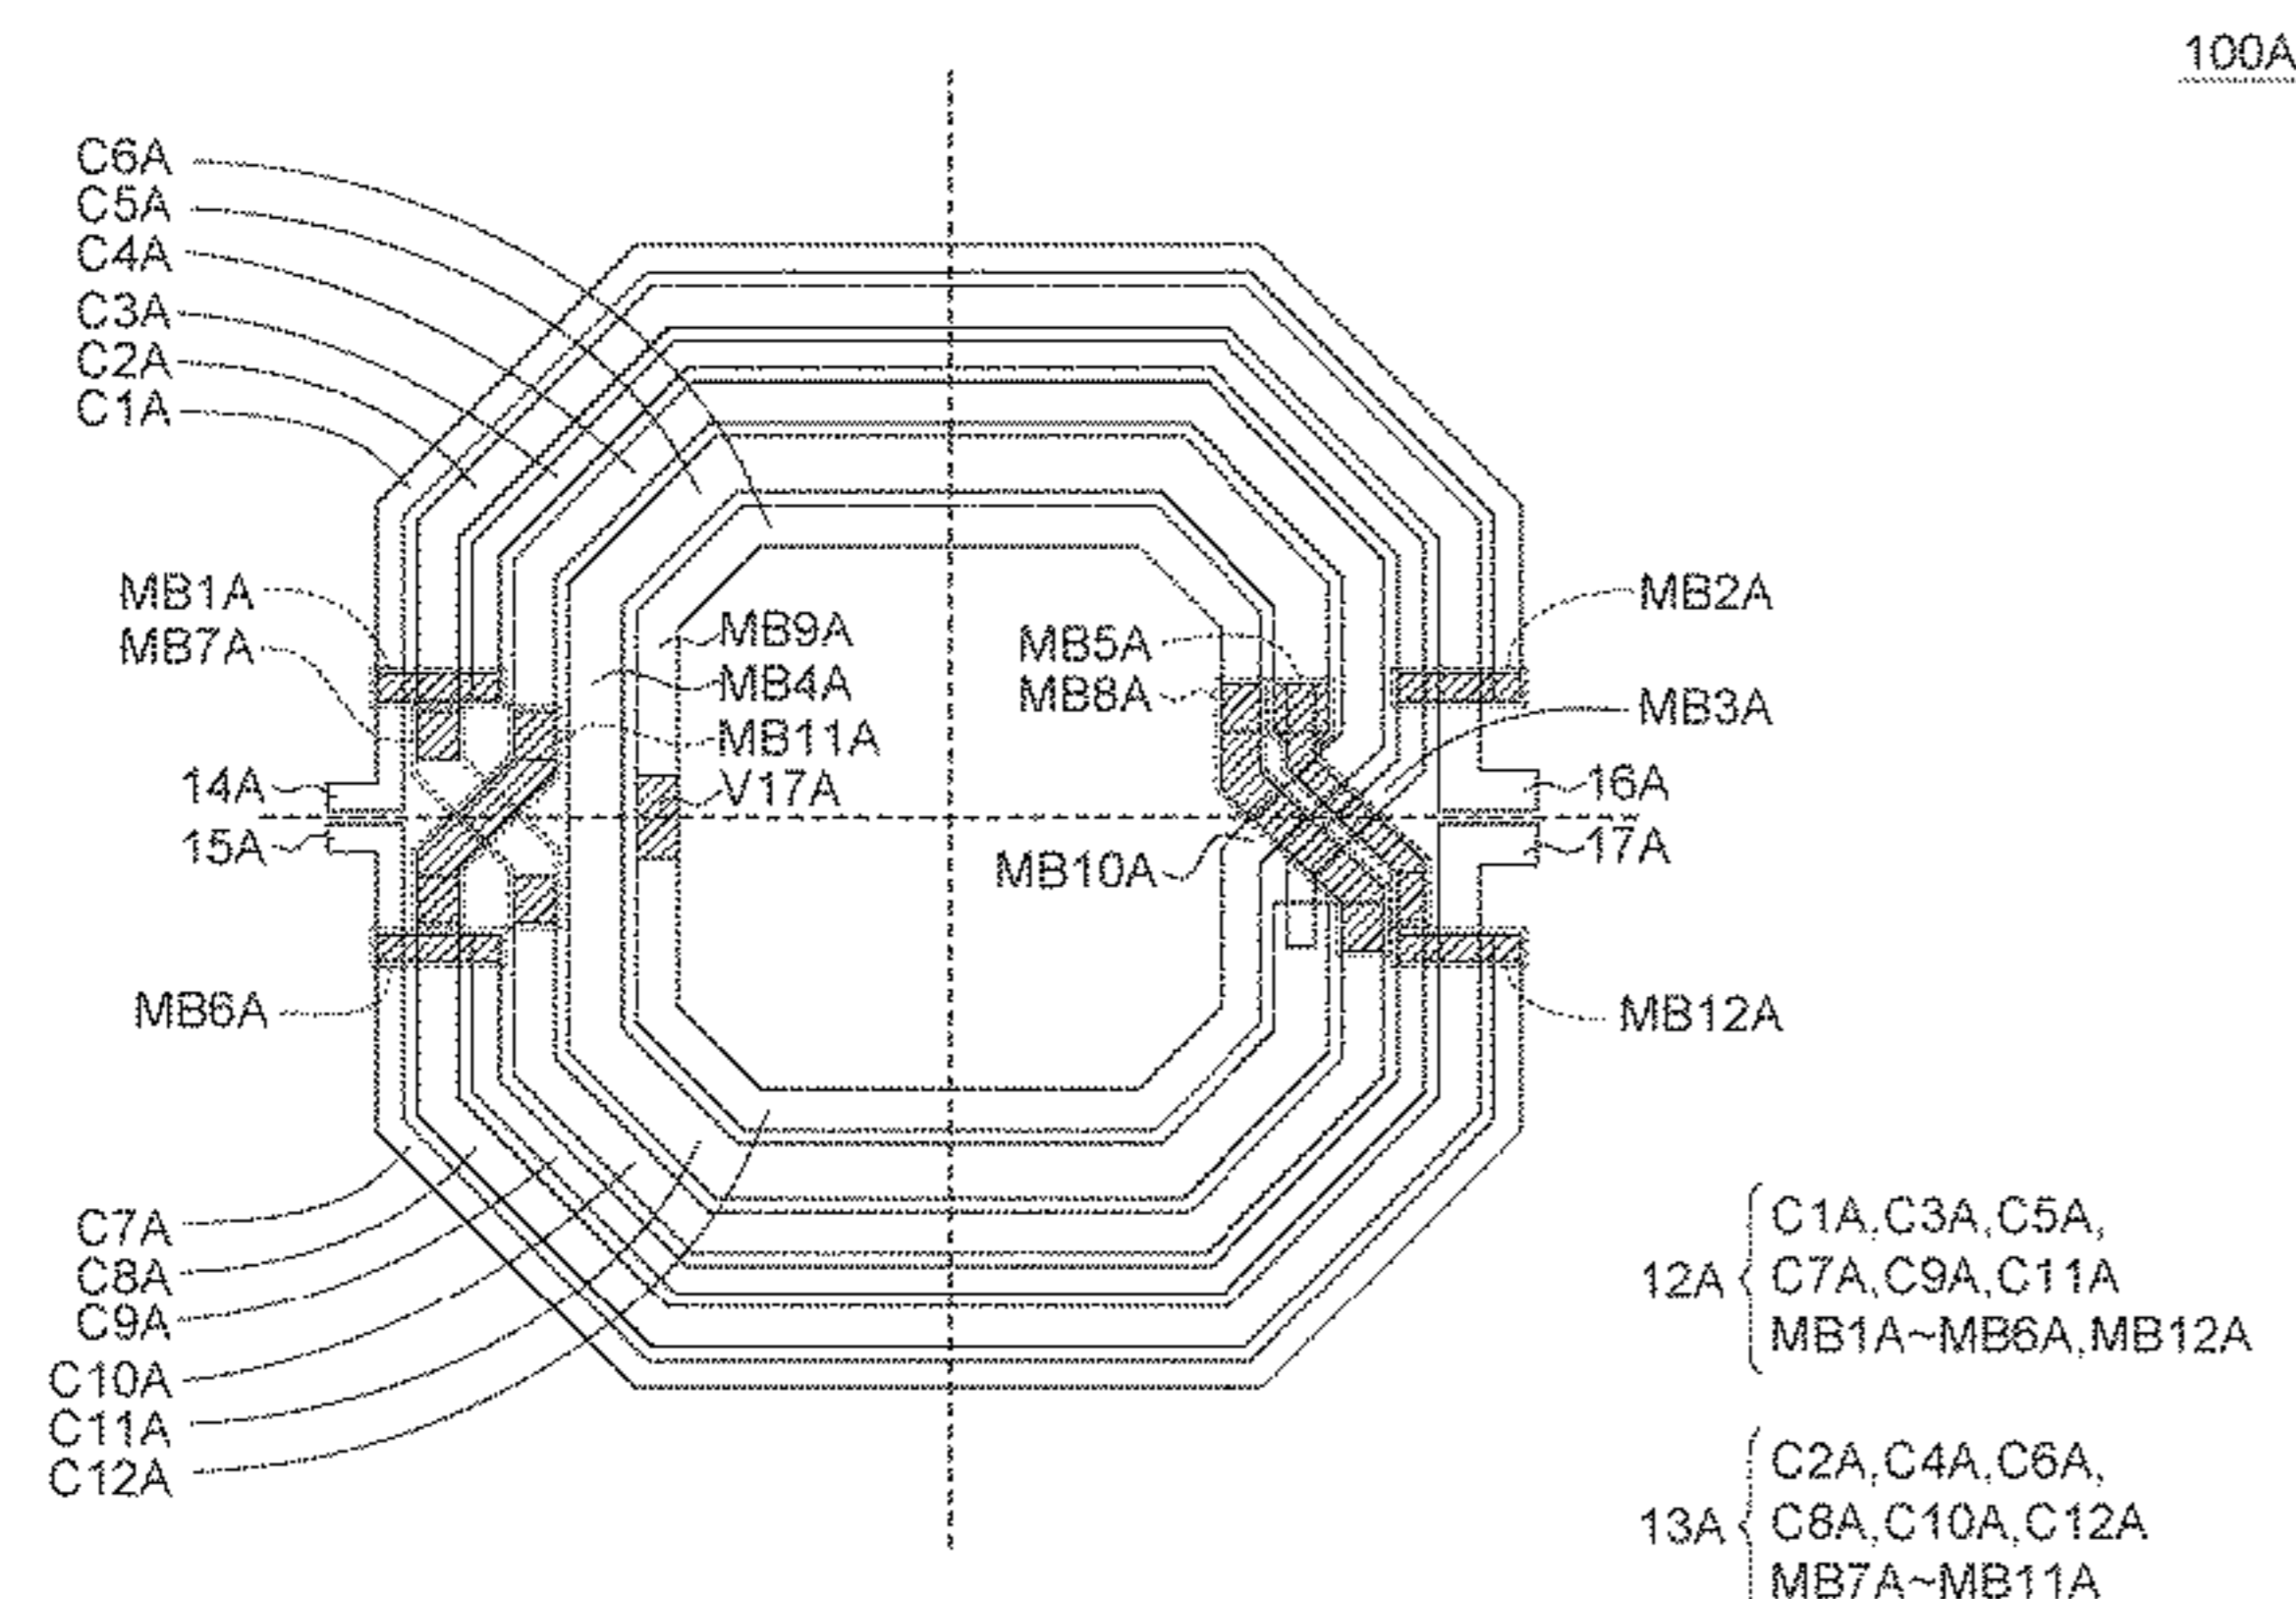 100A
C6A
C5A
C4A
C3A
C2A
C1A
MB1A
MB7A
MB9A
MB4A
MB11A
V17A
MB5A
MB8A
MB2A
MB3A
14A
15A
16A
17A
MB10A
MB6A
MB12A
C7A
C8A
C9A
C10A
C11A
C12A
12A
C1A,C3A,C5A,
C7A,C9A,C11A
MB1A~MB6A,MB12A
13A
C2A,C4A,C6A,
C8A,C10A,C12A
MB7A~MB11A